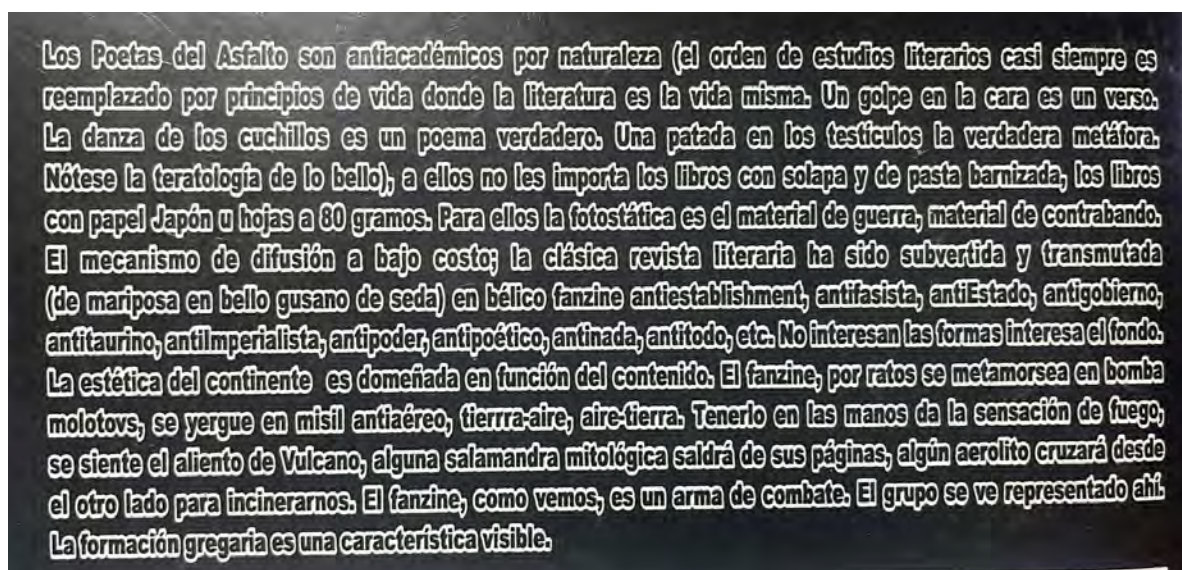 Los Poetas del Asfalto son antiacadémicos por naturaleza (el orden de estudios literarios casi siempre es
reemplazado por principios de vida donde la literatura es la vida misma. Un golpe en la cara es un verso.
La danza de los cuchillos es un poema verdadero. Una patada en los testículos la verdadera metáfora.
Nótese la teratología de lo bello), a ellos no les importa los libros con solapa y de pasta barnizada, los libros
con papel Japón u hojas a 80 gramos. Para ellos la fotostática es el material de guerra, material de contrabando.
El mecanismo de difusión a bajo costo; la clásica revista literaria ha sido subvertida y transmutada
(de mariposa en bello gusano de seda) en bélico fanzine antiestablishment, antifasista, antiEstado, antigobierno,
antitaurino, antiImperialista, antipoder, antipoético, antinada, antitodo, etc. No interesan las formas interesa el fondo.
La estética del continente es domeñada en función del contenido. El fanzine, por ratos se metamorsea en bomba
molotovs, se yergue en misil antiaéreo, tierrra-aire, aire-tierra. Tenerlo en las manos da la sensación de fuego,
se siente el aliento de Vulcano, alguna salamandra mitológica saldrá de sus páginas, algún aerolito cruzará desde
el otro lado para incinerarnos. El fanzine, como vemos, es un arma de combate. El grupo se ve representado ahí.
La formación gregaria es una característica visible.